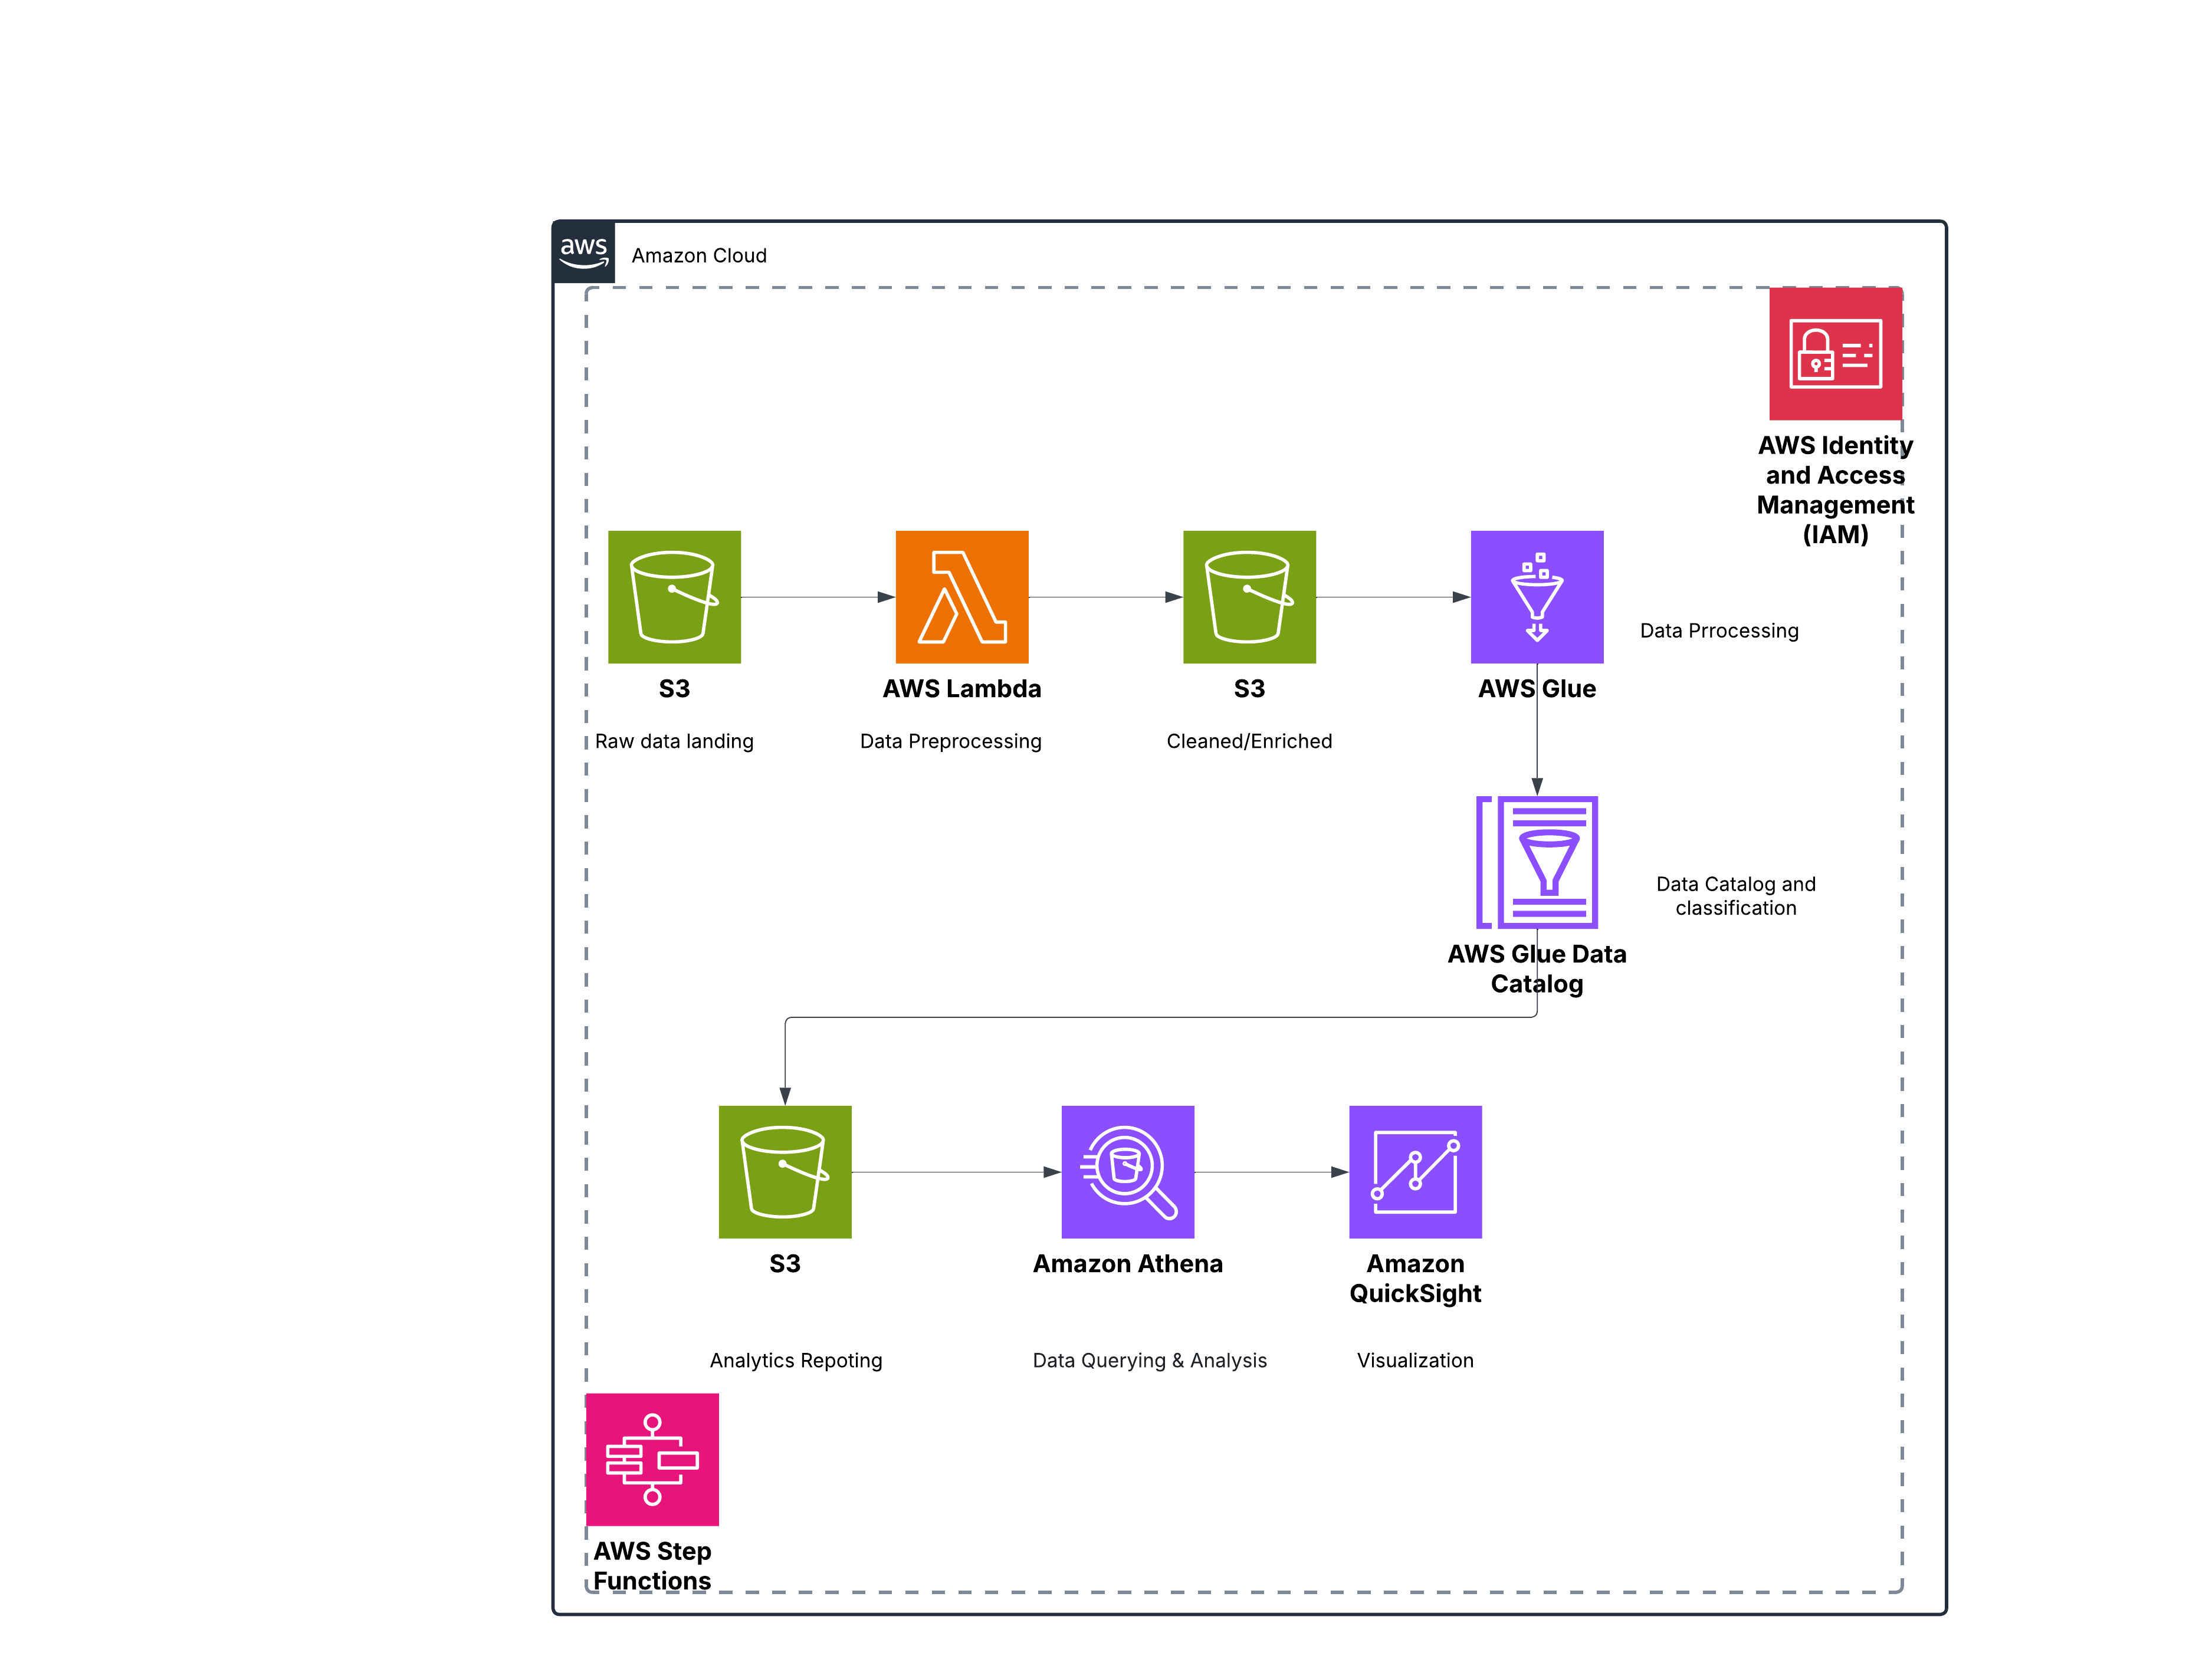 aws
Amazon Cloud
AWS Identity
and Access
Management
(IAM)
S3
AWS Lambda
S3
AWS Glue
Data Prrocessing
Raw data landing
Data Preprocessing
Cleaned/Enriched
Data Catalog and
classification
AWS Glue Data
Catalog
S3
Amazon Athena
Amazon
QuickSight
Analytics Repoting
Data Querying & Analysis
Visualization
AWS Step
Functions